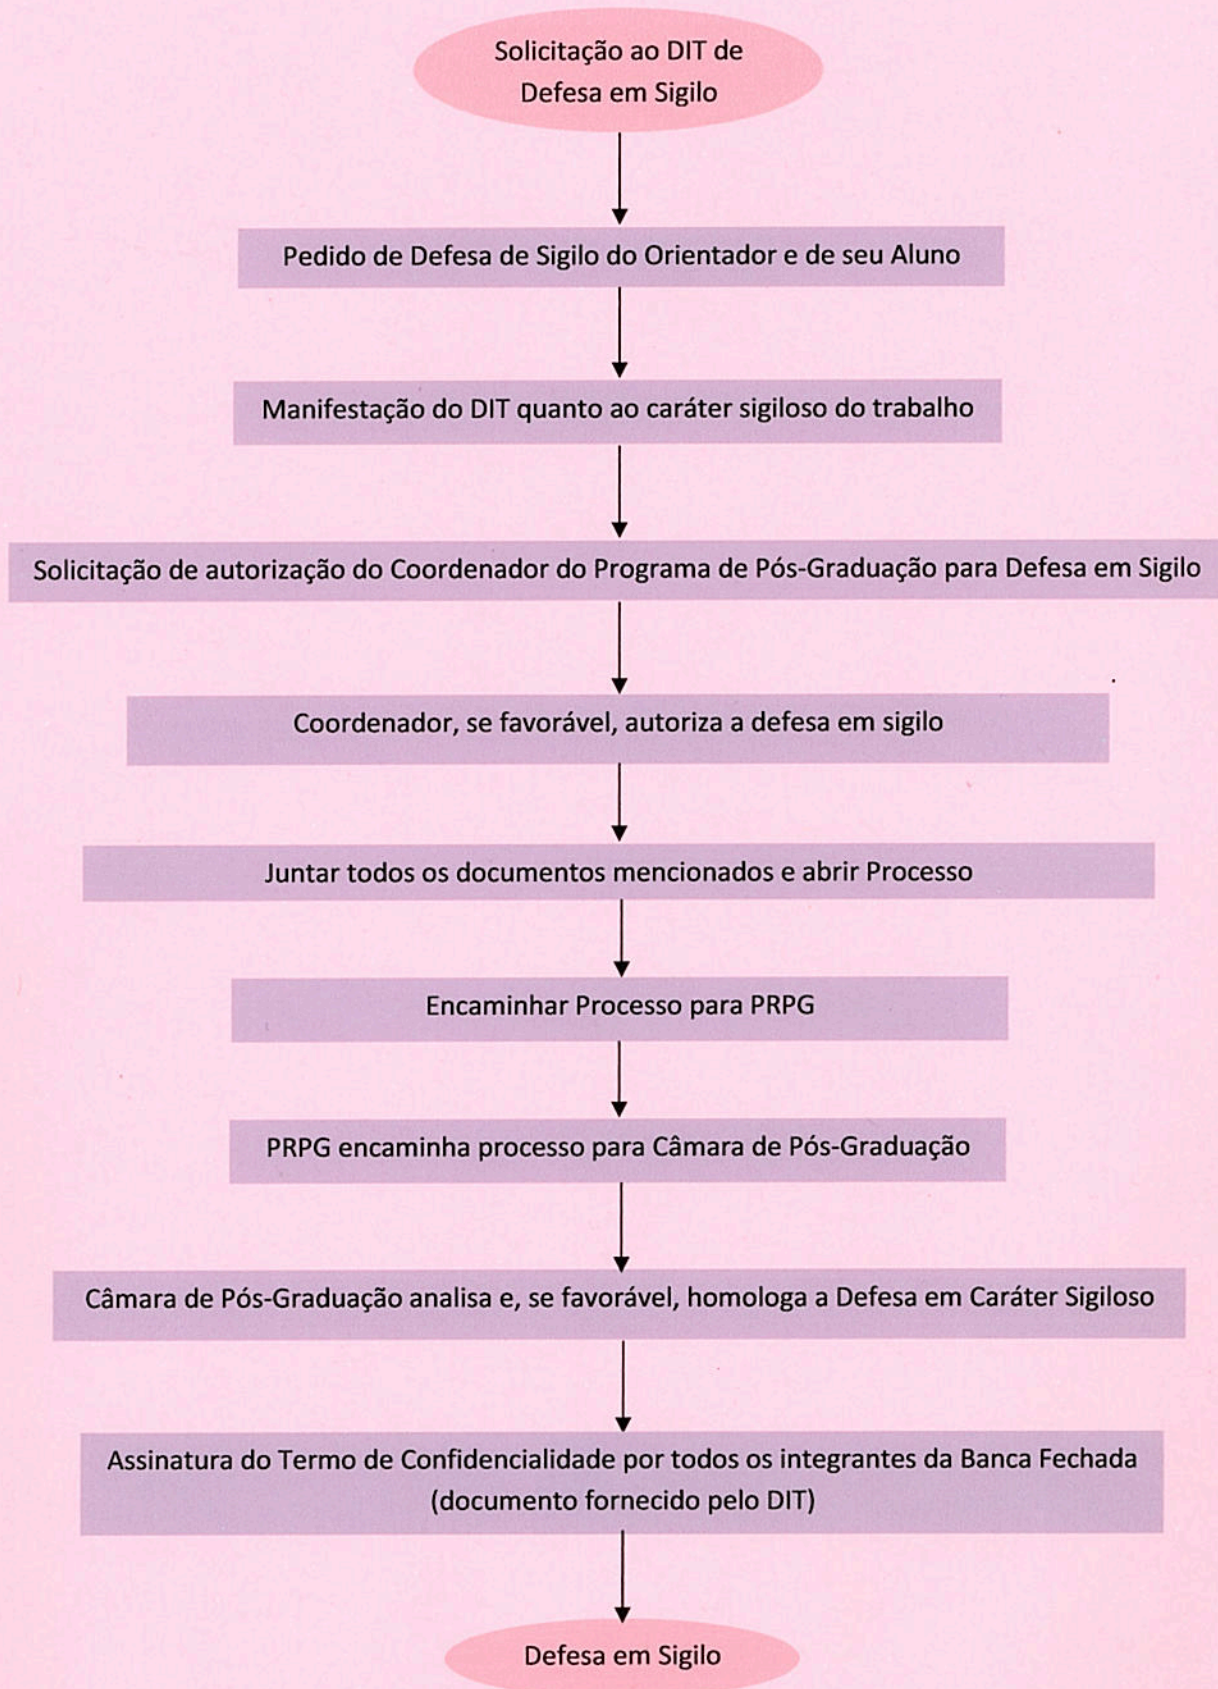 Solicitação ao DIT de
Defesa em Sigilo
Pedido de Defesa de Sigilo do Orientador e de seu Aluno
Manifestação do DIT quanto ao caráter sigiloso do trabalho
Solicitação de autorização do Coordenador do Programa de Pós-Graduação para Defesa em Sigilo
Coordenador, se favorável, autoriza a defesa em sigilo
Juntar todos os documentos mencionados e abrir Processo
Encaminhar Processo para PRPG
PRPG encaminha processo para Câmara de Pós-Graduação
Câmara de Pós-Graduação analisa e, se favorável, homologa a Defesa em Caráter Sigiloso
Assinatura do Termo de Confidencialidade por todos os integrantes da Banca Fechada
(documento fornecido pelo DIT)
Defesa em Sigilo